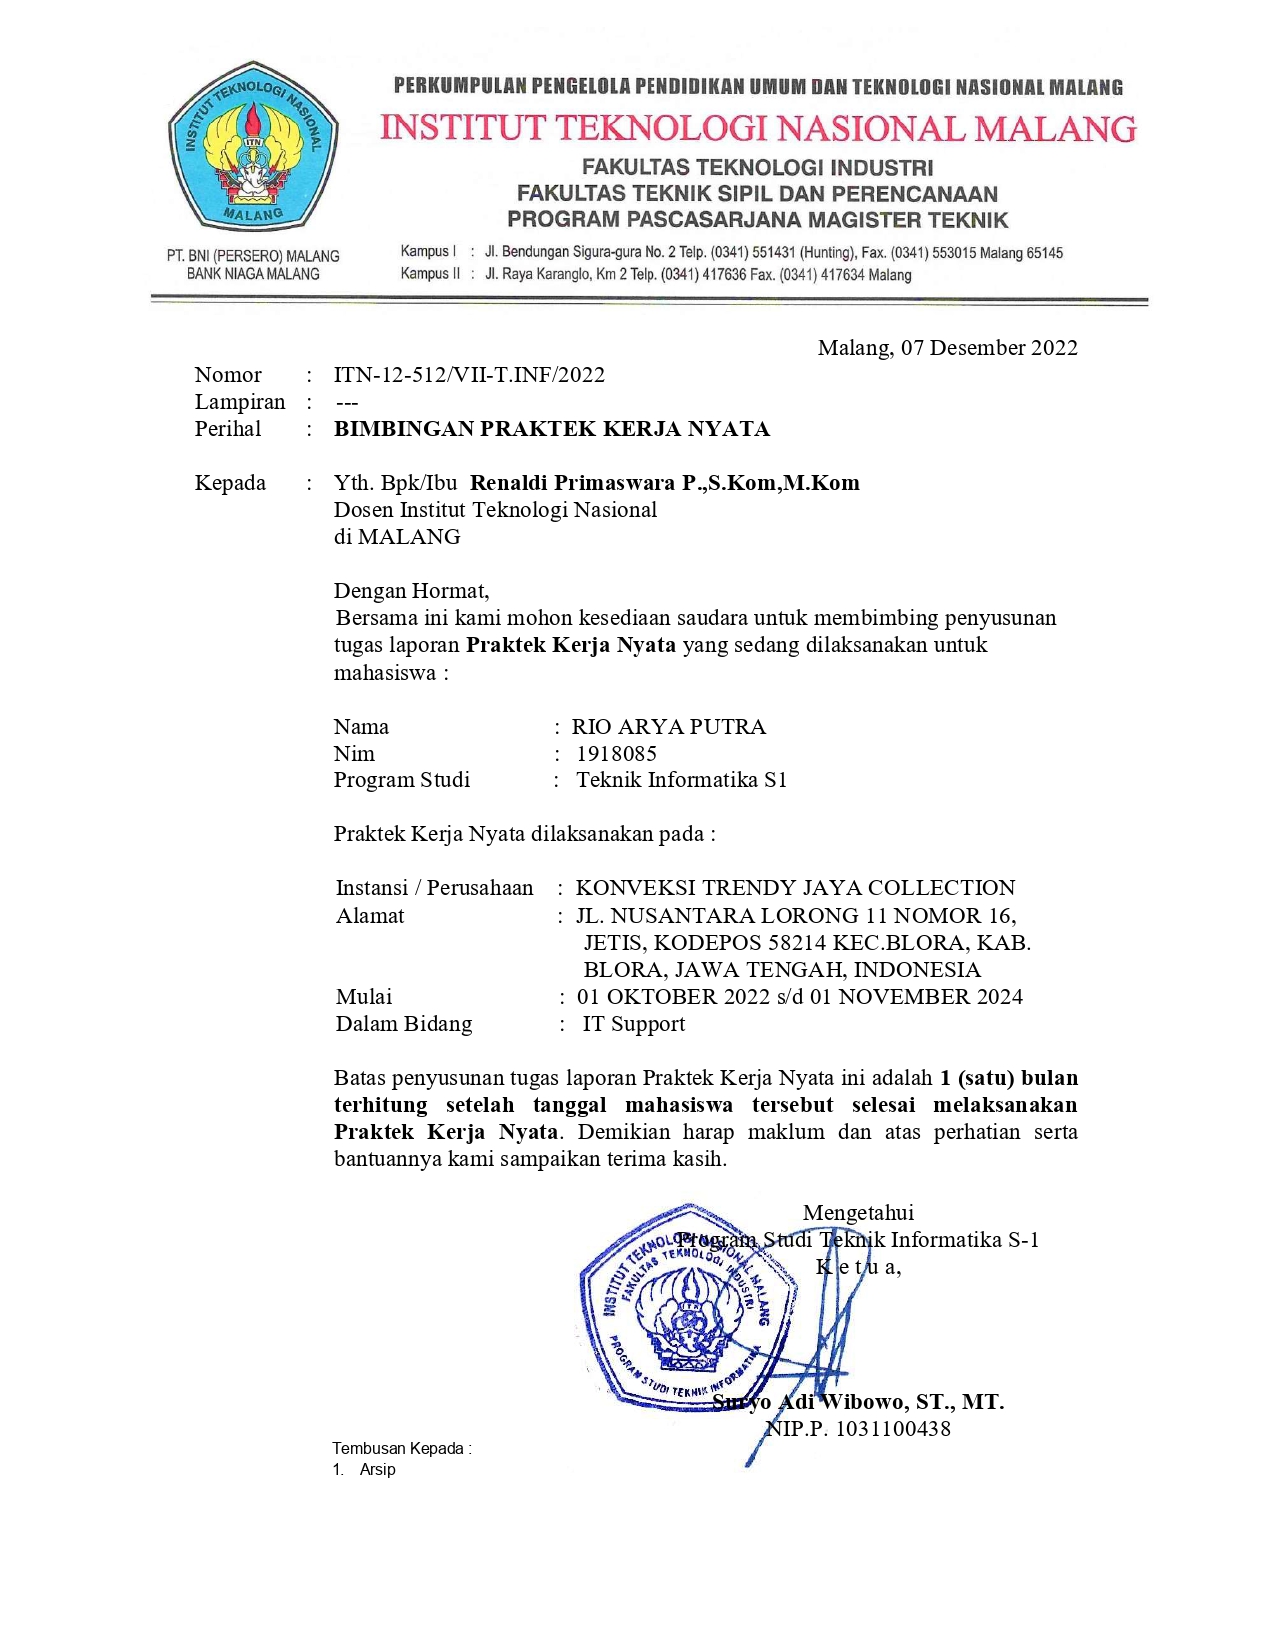 INSTITUT TEKNOLOGI NASIONAL
ITN
MALANG
PT. BNI (PERSERO) MALANG
BANK NIAGA MALANG
PERKUMPULAN PENGELOLA PENDIDIKAN UMUM DAN TEKNOLOGI NASIONAL MALANG
INSTITUT TEKNOLOGI NASIONAL MALANG
FAKULTAS TEKNOLOGI INDUSTRI
FAKULTAS TEKNIK SIPIL DAN PERENCANAAN
PROGRAM PASCASARJANA MAGISTER TEKNIK
Kampus I : Jl. Bendungan Sigura-gura No. 2 Telp. (0341) 551431 (Hunting), Fax. (0341) 553015 Malang 65145
Kampus II : Jl. Raya Karanglo, Km 2 Telp. (0341) 417636 Fax. (0341) 417634 Malang
Malang, 07 Desember 2022
Nomor : ITN-12-512/VII-T.INF/2022
Lampiran : ---
Perihal : BIMBINGAN PRAKTEK KERJA NYATA
Kepada : Yth. Bpk/Ibu Renaldi Primaswara P.,S.Kom,M.Kom
Dosen Institut Teknologi Nasional
di MALANG
Dengan Hormat,
Bersama ini kami mohon kesediaan saudara untuk membimbing penyusunan
tugas laporan Praktek Kerja Nyata yang sedang dilaksanakan untuk
mahasiswa :
Nama : RIO ARYA PUTRA
Nim : 1918085
Program Studi : Teknik Informatika S1
Praktek Kerja Nyata dilaksanakan pada :
Instansi / Perusahaan : KONVEKSI TRENDY JAYA COLLECTION
Alamat : JL. NUSANTARA LORONG 11 NOMOR 16,
JETIS, KODEPOS 58214 KEC.BLORA, KAB.
BLORA, JAWA TENGAH, INDONESIA
Mulai : 01 OKTOBER 2022 s/d 01 NOVEMBER 2024
Dalam Bidang : IT Support
Batas penyusunan tugas laporan Praktek Kerja Nyata ini adalah 1 (satu) bulan
terhitung setelah tanggal mahasiswa tersebut selesai melaksanakan
Praktek Kerja Nyata. Demikian harap maklum dan atas perhatian serta
bantuannya kami sampaikan terima kasih.
Mengetahui
Program Studi Teknik Informatika S-1
K e t u a,
INSTITUT TEKNOLOGI NASIONAL MALANG
FAKULTAS TEKNOLOGI INDUSTRI
ITN
PROGRAM STUDI TEKNIK INFORMATIKA
Suryo Adi Wibowo, ST., MT.
NIP.P. 1031100438
Tembusan Kepada :
1. Arsip